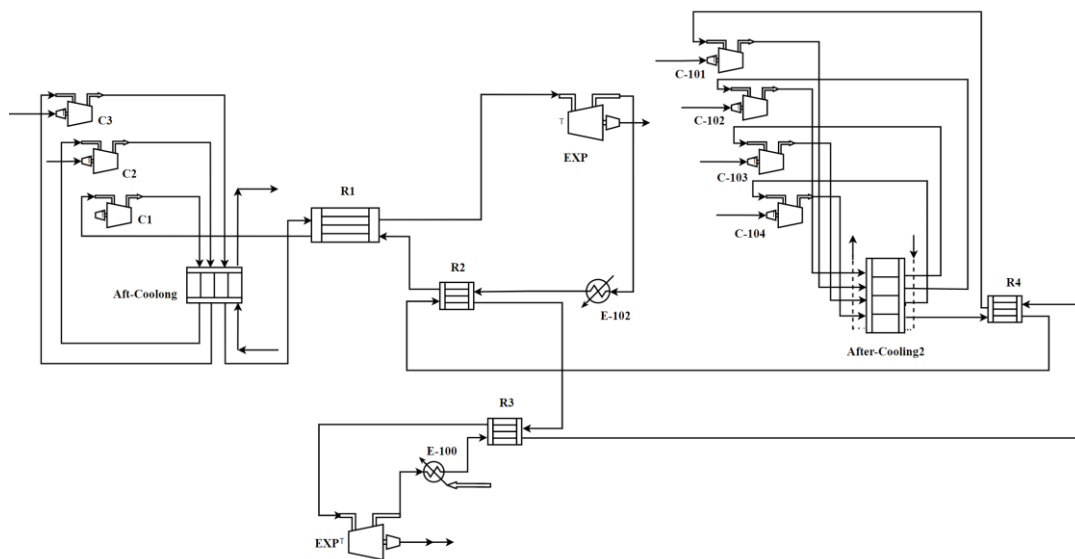 C-101
C3
C-102
T
EXP
C2
C-103
R1
C1
C-104
R2
R4
Aft-Coolong
E-102
After-Cooling2
R3
E-100
EXP T